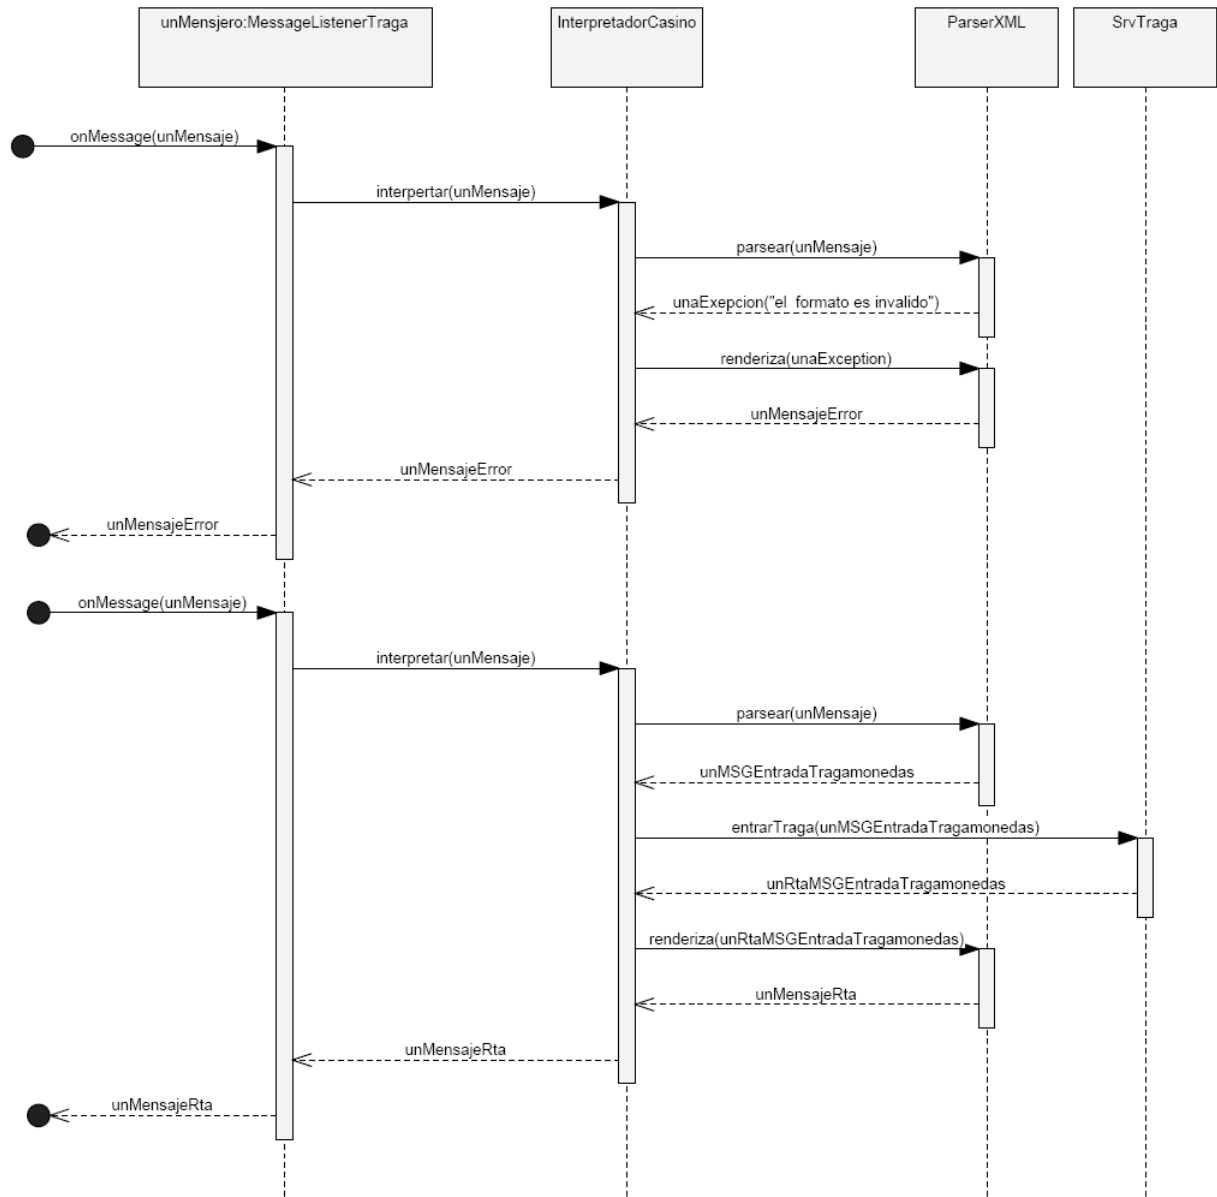 unMensjero:MessageListenerTraga
InterpretadorCasino
ParserXML
SrvTraga
onMessage(unMensaje)
interpertar(unMensaje)
parsear(unMensaje)
unaExepcion("el  formato es invalido")
renderiza(unaException)
unMensajeError
unMensajeError
unMensajeError
onMessage(unMensaje)
interpretar(unMensaje)
parsear(unMensaje)
unMSGEntradaTragamonedas
entrarTraga(unMSGEntradaTragamonedas)
unRtaMSGEntradaTragamonedas
renderiza(unRtaMSGEntradaTragamonedas)
unMensajeRta
unMensajeRta
unMensajeRta